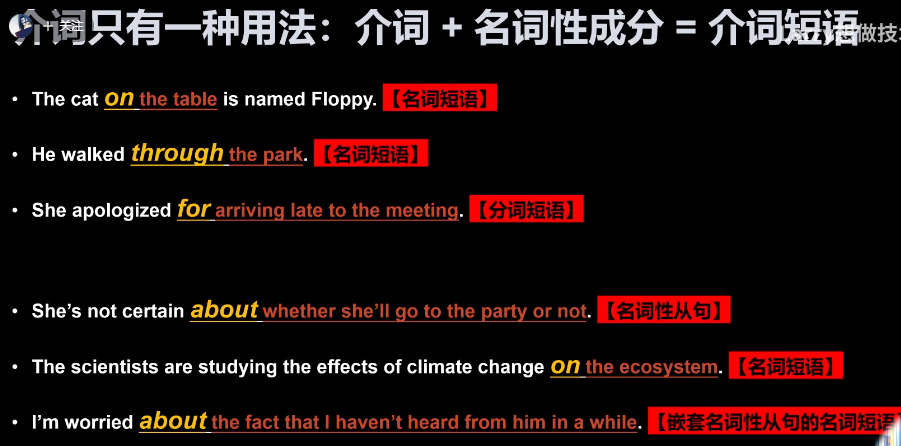 介词只有一种用法：介词 + 名词性成分 = 介词短语
+ 关注
• The cat on the table is named Floppy.【名词短语】
• He walked through the park.【名词短语】
• She apologized for arriving late to the meeting.【分词短语】
• She’s not certain about whether she’ll go to the party or not.【名词性从句】
• The scientists are studying the effects of climate change on the ecosystem.【名词短语】
• I’m worried about the fact that I haven’t heard from him in a while.【嵌套名词性从句的名词短语】